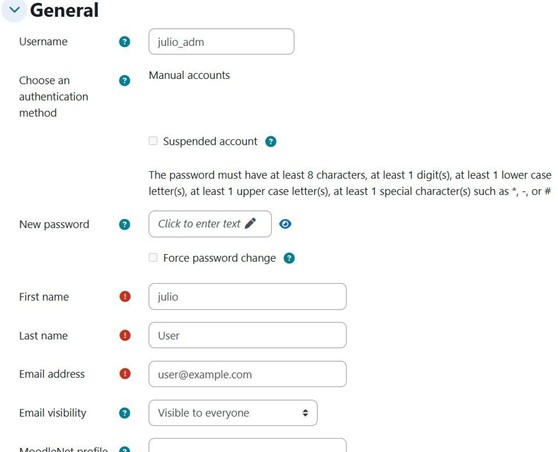 General
Username
julio_adm
Choose an
authentication
method
Manual accounts
Suspended account
The password must have at least 8 characters, at least 1 digit(s), at least 1 lower case
letter(s), at least 1 upper case letter(s), at least 1 special character(s) such as *, -, or #
New password
Click to enter text
Force password change
First name
julio
Last name
User
Email address
user@example.com
Email visibility
Visible to everyone
MoodleNet profile